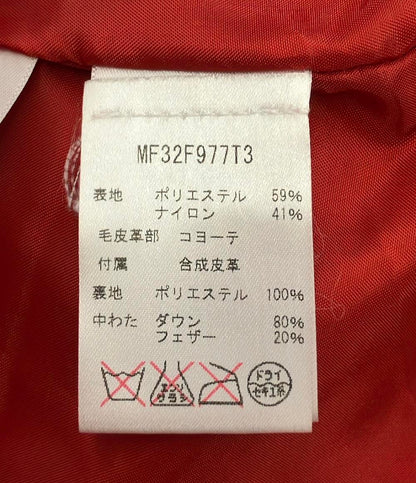 MF32F977T3
表地 ポリエステル 59%
ナイロン 41%
毛皮革部 コヨーテ
付属 合成皮革
裏地 ポリエステル 100%
中わた ダウン 80%
フェザー 20%
エンソ サラシ ドライ セキユ系